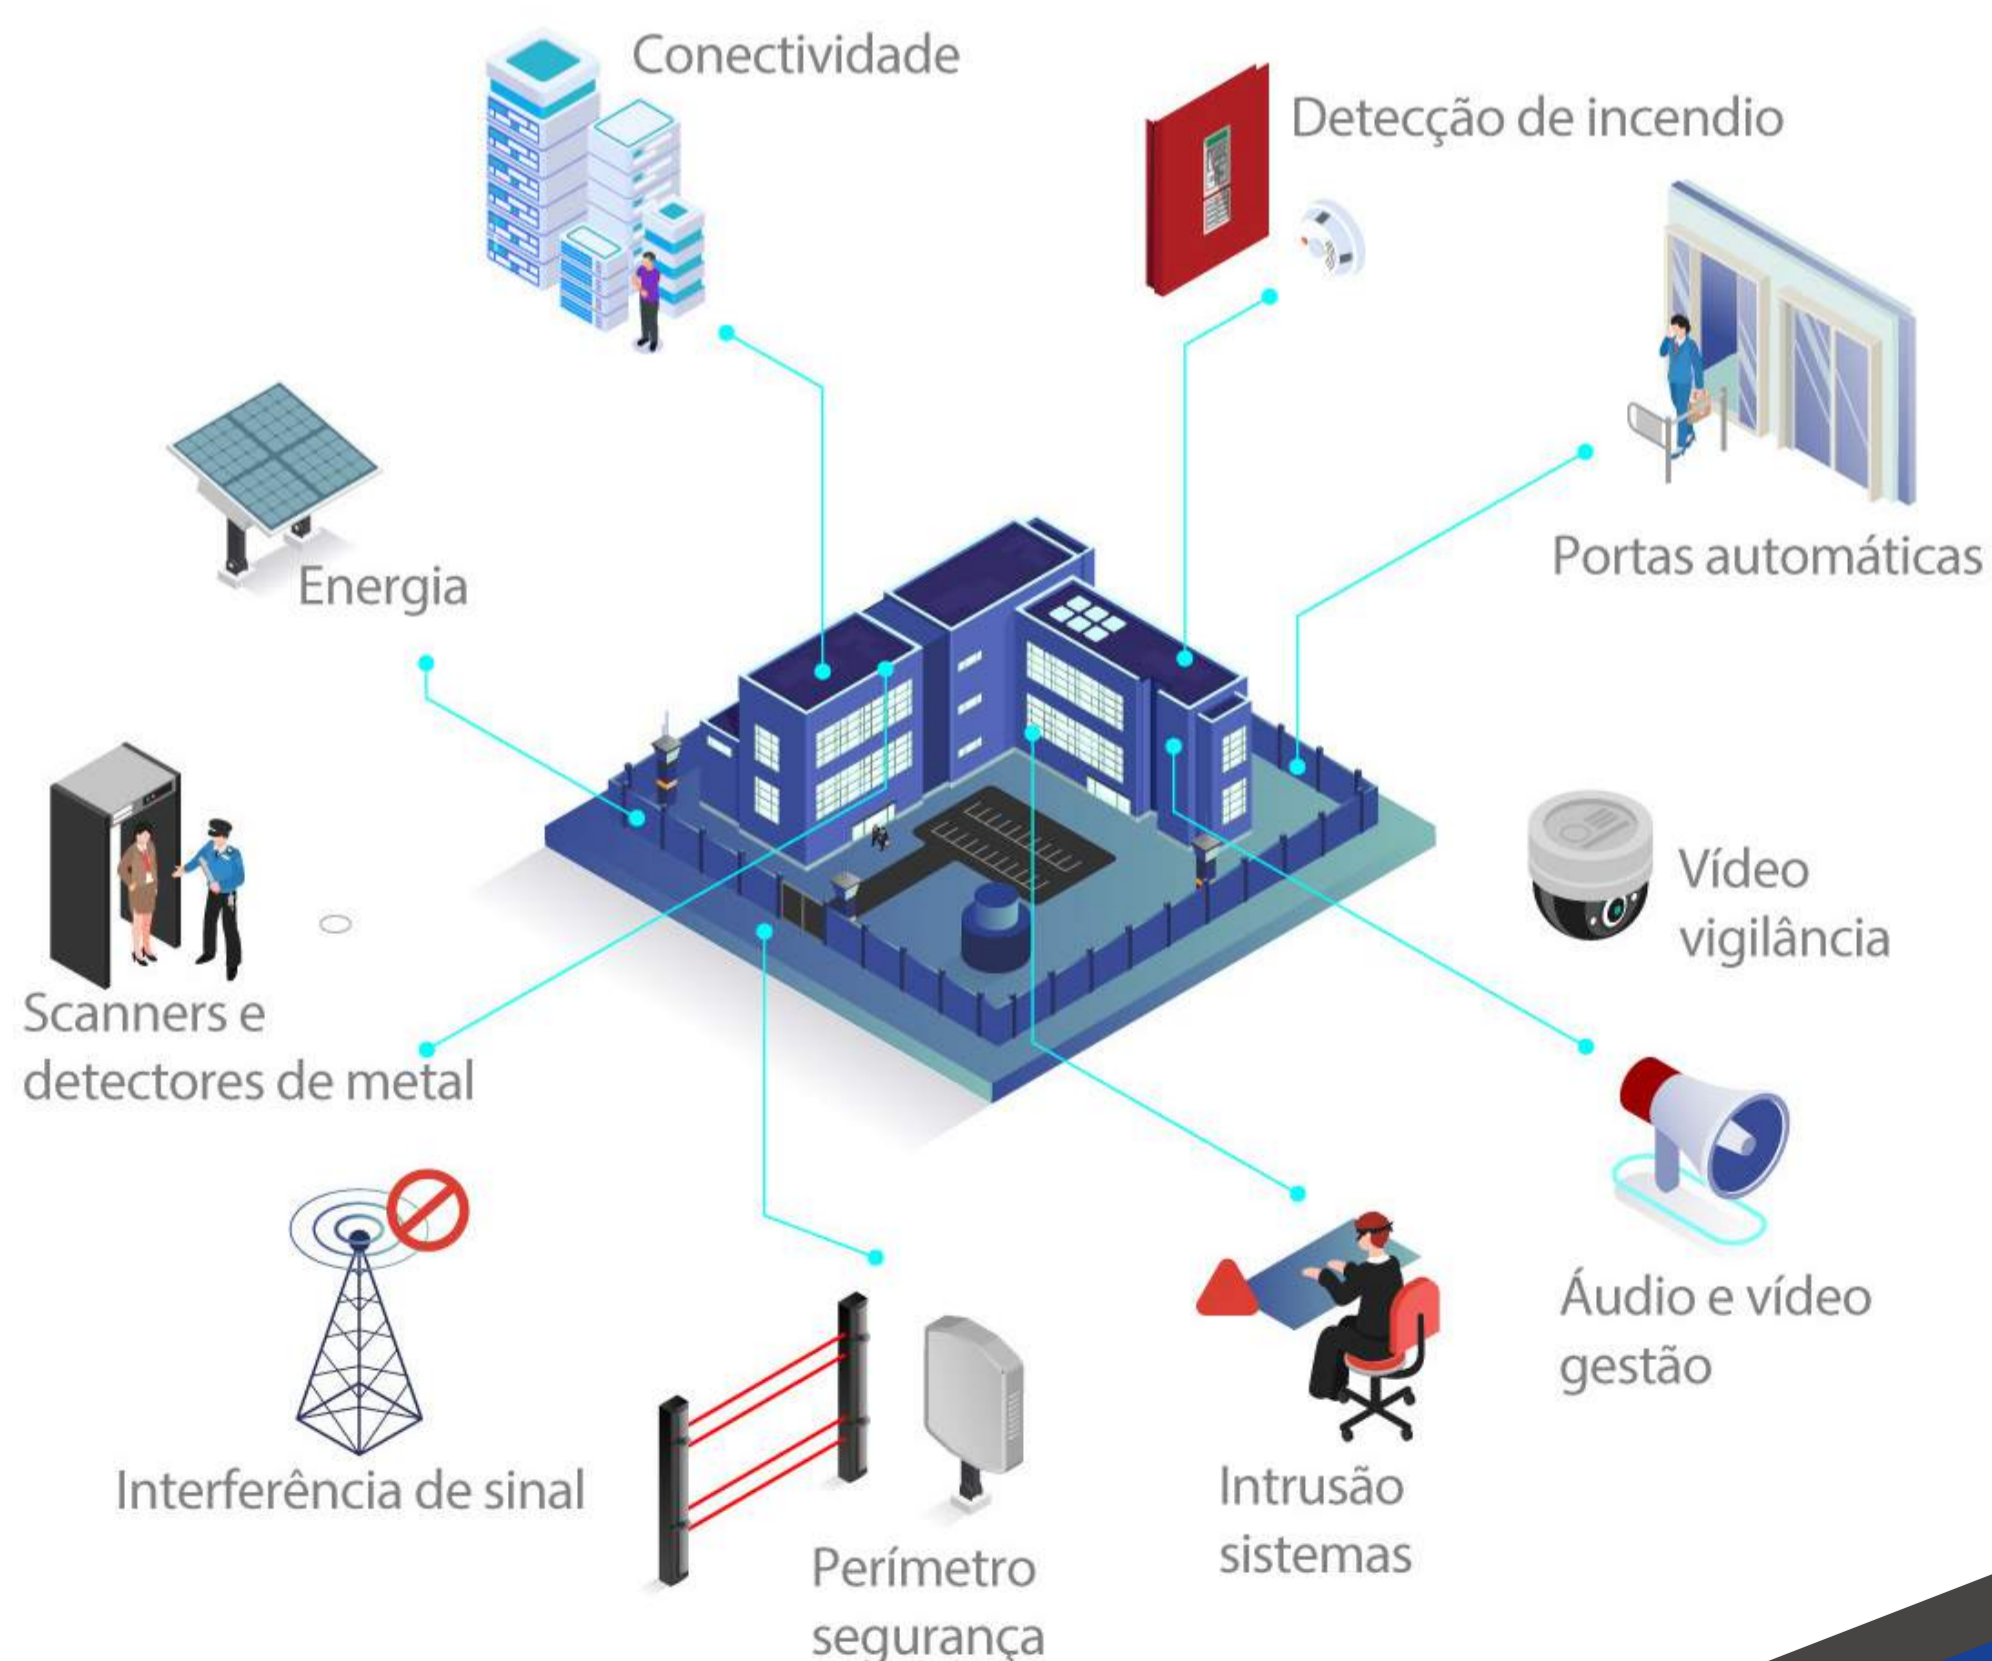 Conectividade
Detecção de incendio
Portas automáticas
Energia
Vídeo
vigilância
Scanners e
detectores de metal
Áudio e vídeo
gestão
Interferência de sinal
Intrusão
sistemas
Perímetro
segurança